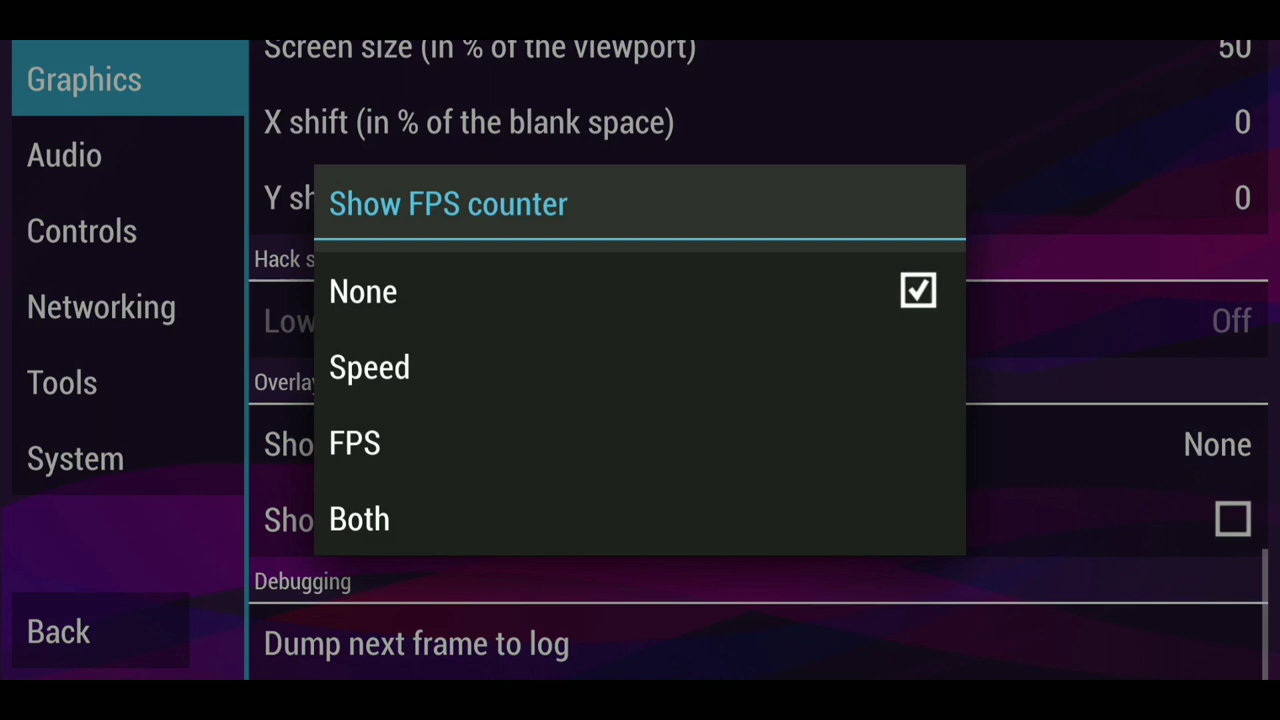 Graphics
Audio
Controls
Networking
Tools
System
Back
Screen size (in % of the viewport) 50
X shift (in % of the blank space) 0
Y sh 0
Hack s
Low Off
Overlay
Sho None
Sho
Debugging
Dump next frame to log
Show FPS counter
None
Speed
FPS
Both